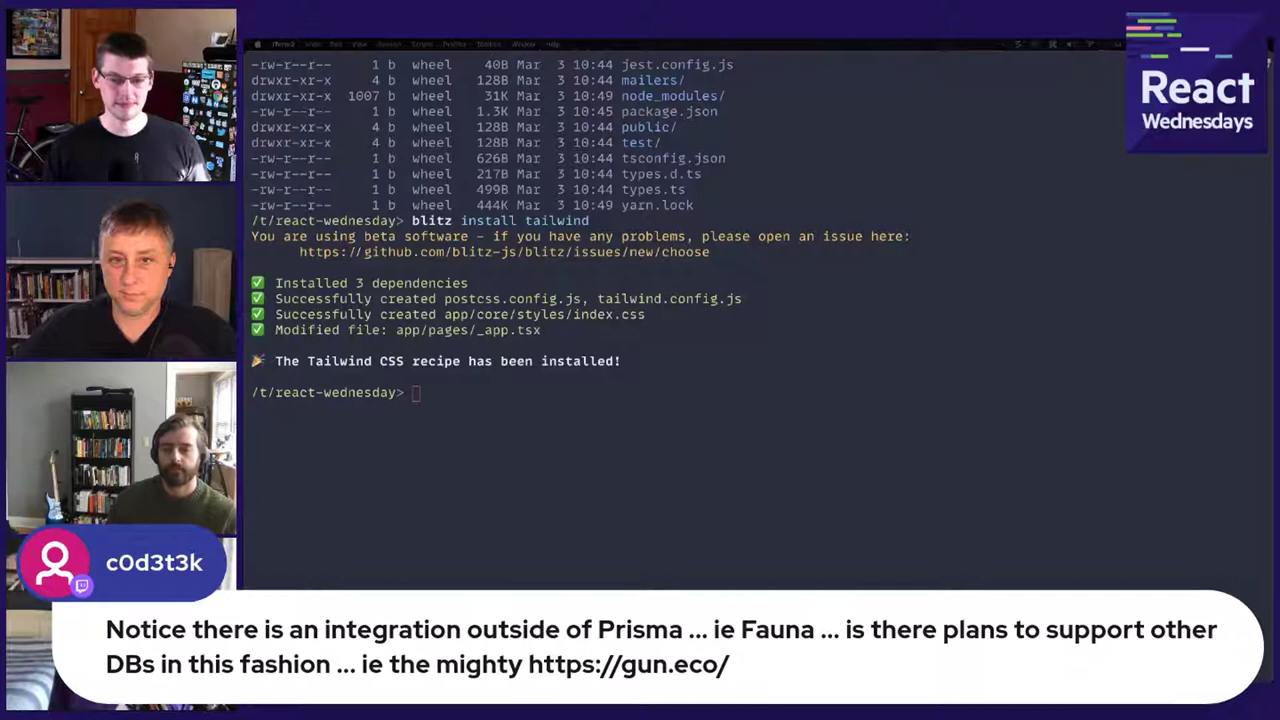 React
Wednesdays
-rw-r--r-- 1 b wheel 40B Mar 3 10:44 jest.config.js
drwxr-xr-x 4 b wheel 128B Mar 3 10:44 mailers/
drwxr-xr-x 1007 b wheel 31K Mar 3 10:49 node_modules/
-rw-r--r-- 1 b wheel 1.3K Mar 3 10:45 package.json
drwxr-xr-x 4 b wheel 128B Mar 3 10:44 public/
drwxr-xr-x 4 b wheel 128B Mar 3 10:44 test/
-rw-r--r-- 1 b wheel 626B Mar 3 10:44 tsconfig.json
-rw-r--r-- 1 b wheel 217B Mar 3 10:44 types.d.ts
-rw-r--r-- 1 b wheel 499B Mar 3 10:44 types.ts
-rw-r--r-- 1 b wheel 444K Mar 3 10:44 yarn.lock
/t/react-wednesday> blitz install tailwind
You are using beta software - if you have any problems, please open an issue here:
https://github.com/blitz-js/blitz/issues/new/choose
✅ Installed 3 dependencies
✅ Successfully created postcss.config.js, tailwind.config.js
✅ Successfully created app/core/styles/index.css
✅ Modified file: app/pages/_app.tsx
🎉 The Tailwind CSS recipe has been installed!
/t/react-wednesday>
c0d3t3k
Notice there is an integration outside of Prisma ... ie Fauna ... is there plans to support other
DBs in this fashion ... ie the mighty https://gun.eco/